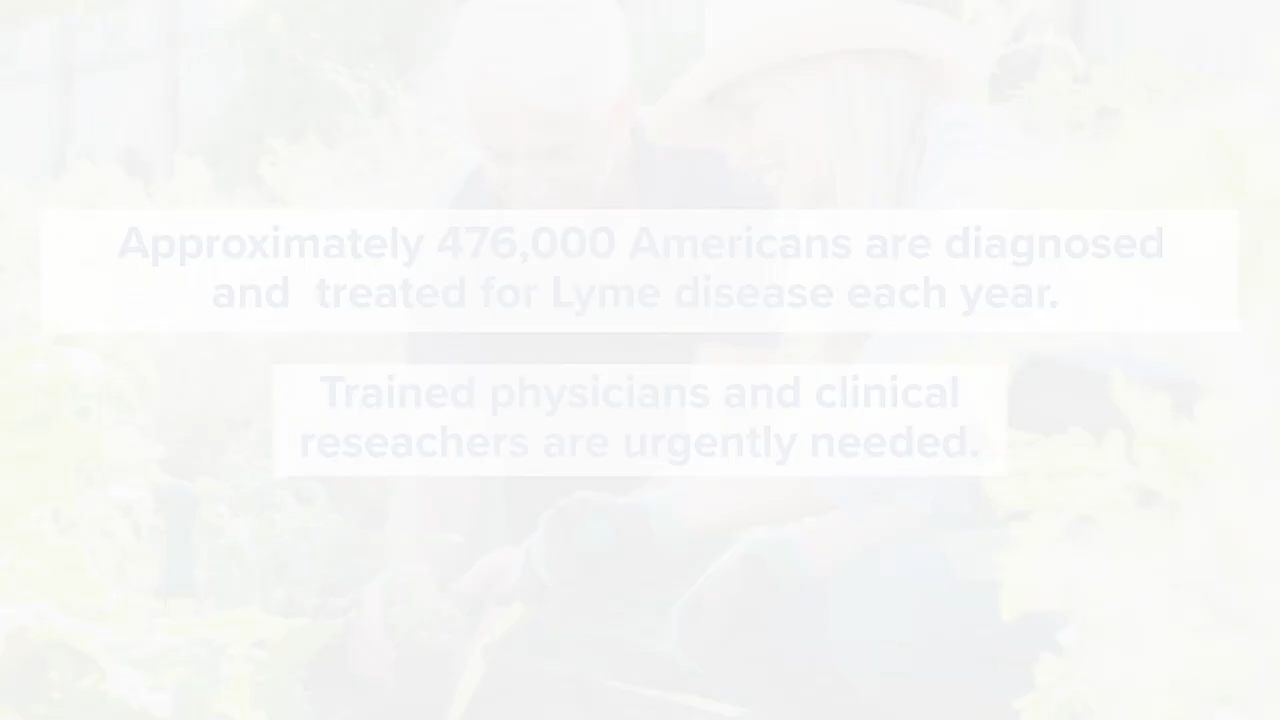 Approximately 476,000 Americans are diagnosed
and  treated for Lyme disease each year.
Trained physicians and clinical
reseachers are urgently needed.